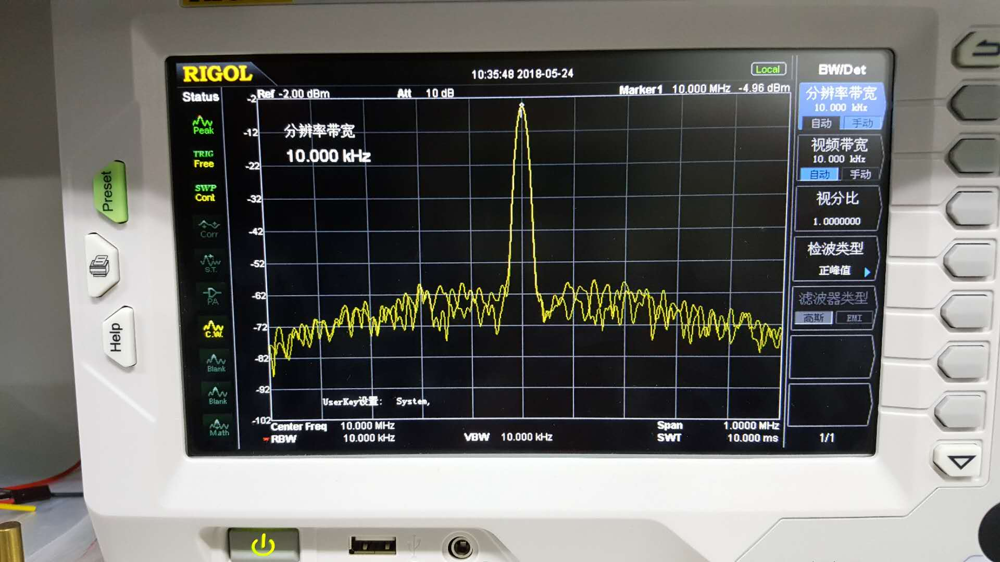 RIGOL
10:35:48 2018-05-24
Local
Status
Ref -2.00 dBm
Att 10 dB
Marker1 10.000 MHz -4.96 dBm
Peak
TRIG
Free
SWP
Cont
Corr
S.T.
PA
C.W.
Blank
Blank
Math
-2
-12
-22
-32
-42
-52
-62
-72
-82
-92
-102
分辨率带宽
10.000 kHz
1
UserKey设置: System,
Center Freq 10.000 MHz
Span 1.0000 MHz
RBW 10.000 kHz
VBW 10.000 kHz
SWT 10.000 ms
BW/Det
分辨率带宽
10.000 kHz
自动 手动
视频带宽
10.000 kHz
自动 手动
视分比
1.0000000
检波类型
正峰值
滤波器类型
高斯 EMI
1/1
Preset
Help